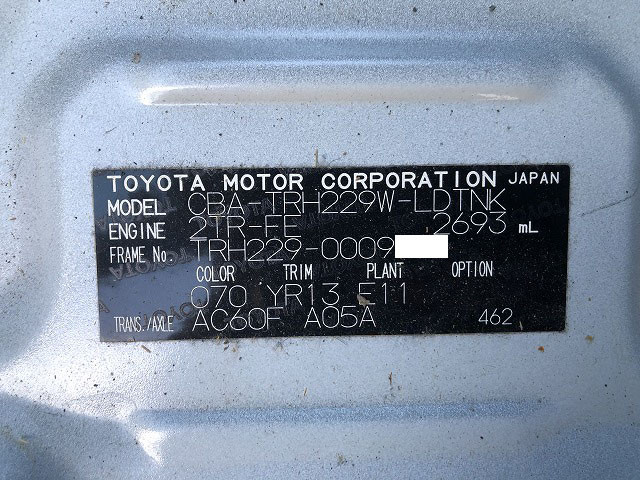 TOYOTA MOTOR CORPORATION JAPAN
MODEL CBA-TRH229W-LDTNK
ENGINE 2TR-FE 2693 mL
FRAME No. TRH229-0009
COLOR TRIM PLANT OPTION
070 YR13 E11
TRANS./AXLE AC60F A05A 462